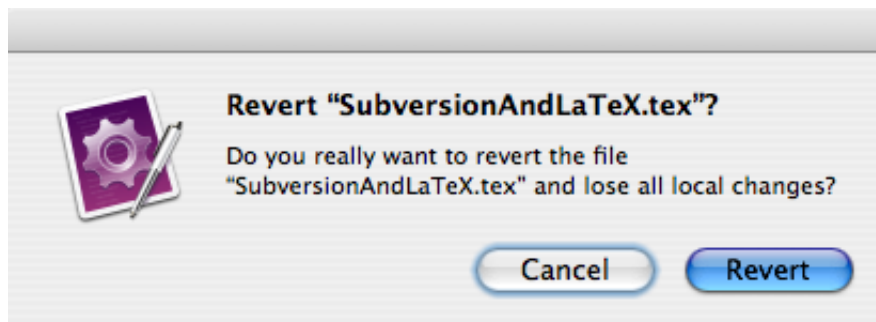 Revert “SubversionAndLaTeX.tex”?
Do you really want to revert the file
“SubversionAndLaTeX.tex” and lose all local changes?
Cancel
Revert